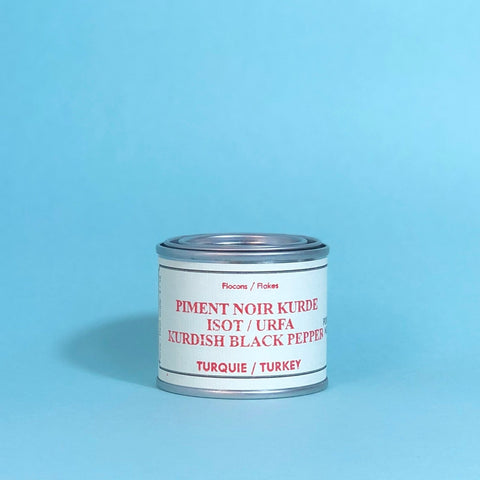 Flocons / Flakes
PIMENT NOIR KURDE
ISOT / URFA
KURDISH BLACK PEPPER
TURQUIE / TURKEY